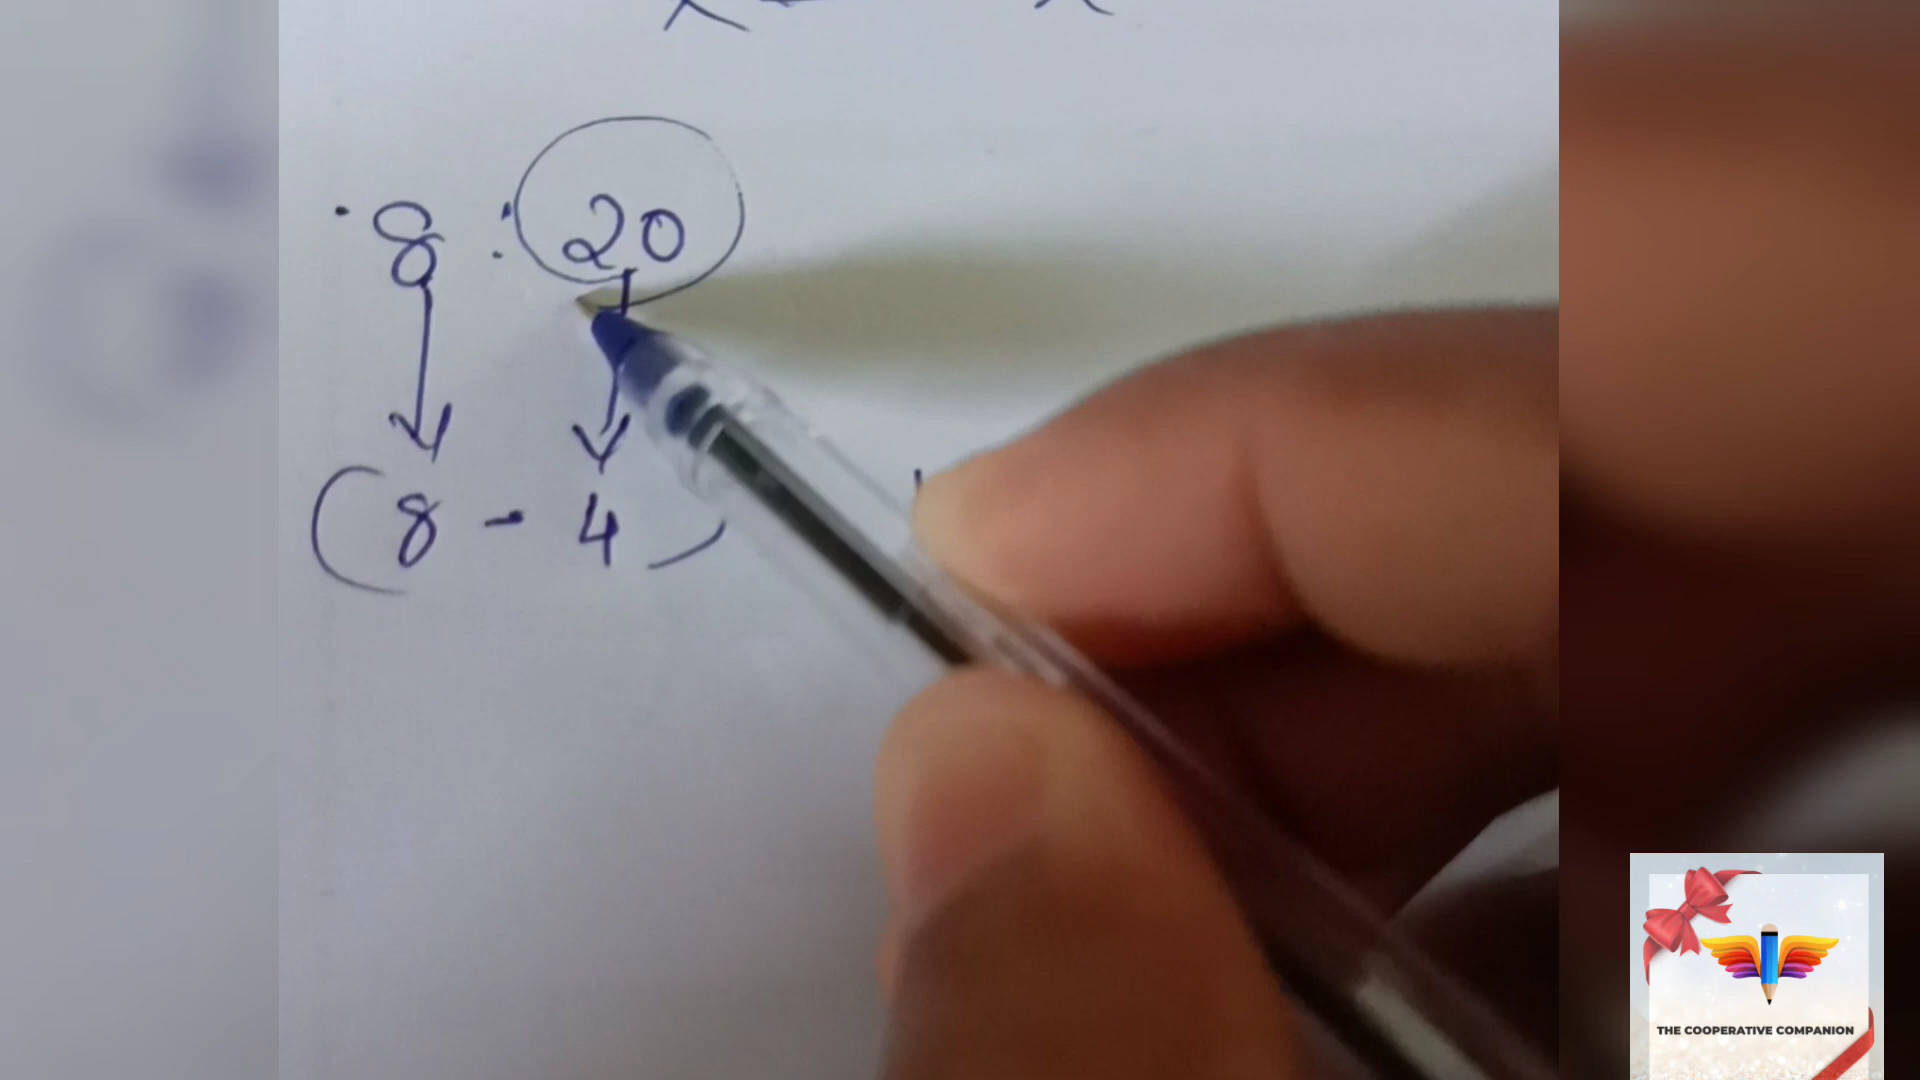 8 : 20
(8 - 4)
THE COOPERATIVE COMPANION